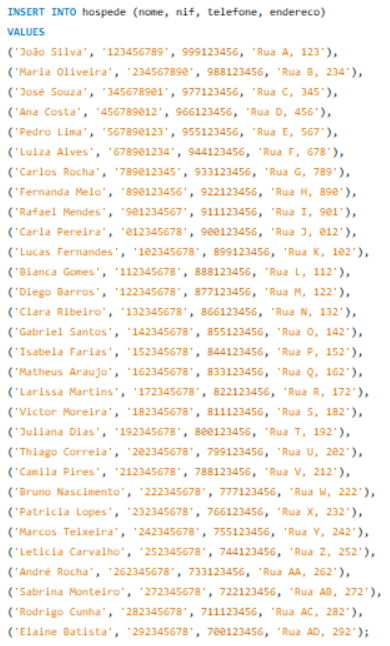 INSERT INTO hospede (nome, nif, telefone, endereco)
VALUES
('João Silva', '123456789', 999123456, 'Rua A, 123'),
('Maria Oliveira', '234567890', 988123456, 'Rua B, 234'),
('José Souza', '345678901', 977123456, 'Rua C, 345'),
('Ana Costa', '456789012', 966123456, 'Rua D, 456'),
('Pedro Lima', '567890123', 955123456, 'Rua E, 567'),
('Luiza Alves', '678901234', 944123456, 'Rua F, 678'),
('Carlos Rocha', '789012345', 933123456, 'Rua G, 789'),
('Fernanda Melo', '890123456', 922123456, 'Rua H, 890'),
('Rafael Mendes', '901234567', 911123456, 'Rua I, 901'),
('Carla Pereira', '012345678', 900123456, 'Rua J, 012'),
('Lucas Fernandes', '102345678', 899123456, 'Rua K, 102'),
('Bianca Gomes', '112345678', 888123456, 'Rua L, 112'),
('Diego Barros', '122345678', 877123456, 'Rua M, 122'),
('Clara Ribeiro', '132345678', 866123456, 'Rua N, 132'),
('Gabriel Santos', '142345678', 855123456, 'Rua O, 142'),
('Isabela Farias', '152345678', 844123456, 'Rua P, 152'),
('Matheus Araujo', '162345678', 833123456, 'Rua Q, 162'),
('Larissa Martins', '172345678', 822123456, 'Rua R, 172'),
('Victor Moreira', '182345678', 811123456, 'Rua S, 182'),
('Juliana Dias', '192345678', 800123456, 'Rua T, 192'),
('Thiago Correia', '202345678', 799123456, 'Rua U, 202'),
('Camila Pires', '212345678', 788123456, 'Rua V, 212'),
('Bruno Nascimento', '222345678', 777123456, 'Rua W, 222'),
('Patricia Lopes', '232345678', 766123456, 'Rua X, 232'),
('Marcos Teixeira', '242345678', 755123456, 'Rua Y, 242'),
('Leticia Carvalho', '252345678', 744123456, 'Rua Z, 252'),
('André Rocha', '262345678', 733123456, 'Rua AA, 262'),
('Sabrina Monteiro', '272345678', 722123456, 'Rua AB, 272'),
('Rodrigo Cunha', '282345678', 711123456, 'Rua AC, 282'),
('Elaine Batista', '292345678', 700123456, 'Rua AD, 292');